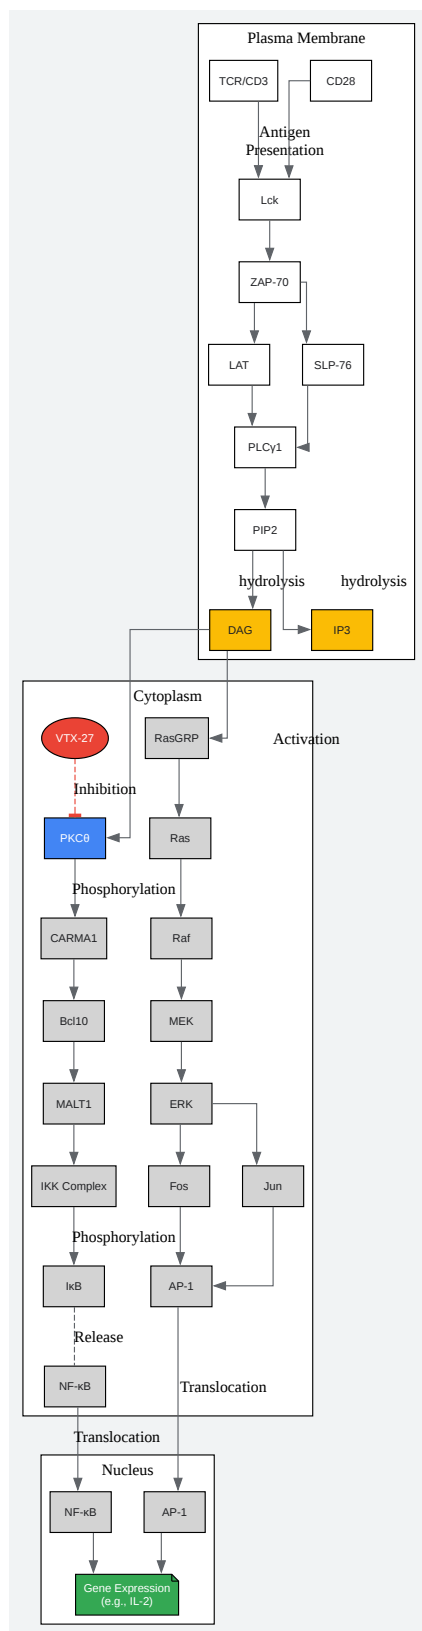 Plasma Membrane
TCR/CD3
CD28
Antigen
Presentation
Lck
ZAP-70
LAT
SLP-76
PLCγ1
PIP2
hydrolysis
hydrolysis
DAG
IP3
Cytoplasm
VTX-27
RasGRP
Activation
Inhibition
PKCθ
Ras
Phosphorylation
CARMA1
Raf
Bcl10
MEK
MALT1
ERK
IKK Complex
Fos
Jun
Phosphorylation
IκB
AP-1
Release
NF-κB
Translocation
Translocation
Nucleus
NF-κB
AP-1
Gene Expression
(e.g., IL-2)